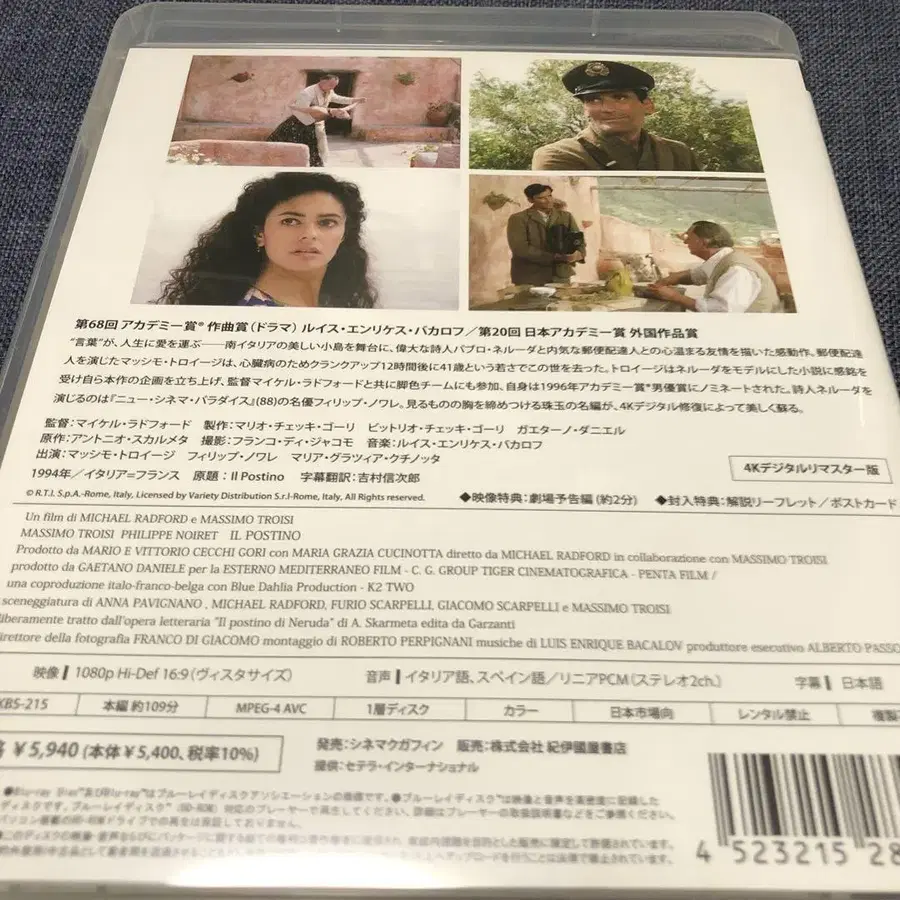 第68回 アカデミー賞® 作曲賞(ドラマ) ルイス・エンリケス・バカロフ/第20回 日本アカデミー賞 外国作品賞
"言葉"が、人生に愛を運ぶ──南イタリアの美しい小島を舞台に、偉大な詩人パブロ・ネルーダと内気な郵便配達人との心温まる友情を描いた感動作。郵便配達
人を演じたマッシモ・トロイージは、心臓病のためクランクアップ12時間後に41歳という若さでこの世を去った。トロイージはネルーダをモデルにした小説に感銘を
受け自ら本作の企画を立ち上げ、監督マイケル・ラドフォードと共に脚色チームにも参加、自身は1996年アカデミー賞®男優賞にノミネートされた。詩人ネルーダを
演じるのは『ニュー・シネマ・パラダイス』(88)の名優フィリップ・ノワレ。見るものの胸を締めつける珠玉の名編が、4Kデジタル修復によって美しく蘇る。
監督:マイケル・ラドフォード 製作:マリオ・チェッキ・ゴーリ ビットリオ・チェッキ・ゴーリ ガエターノ・ダニエル
原作:アントニオ・スカルメタ 撮影:フランコ・ディ・ジャコモ 音楽:ルイス・エンリケス・バカロフ
出演:マッシモ・トロイージ フィリップ・ノワレ マリア・グラツィア・クチノッタ
1994年/イタリア=フランス 原題:Il Postino 字幕翻訳:吉村信次郎
4Kデジタルリマスター版
© R.T.I. S.p.A.-Rome, Italy, Licensed by Variety Distribution S.r.l-Rome, Italy, All Rights reserved.
◆映像特典:劇場予告編(約2分) ◆封入特典:解説リーフレット/ポストカード
Un film di MICHAEL RADFORD e MASSIMO TROISI
MASSIMO TROISI PHILIPPE NOIRET IL POSTINO
Prodotto da MARIO E VITTORIO CECCHI GORI con MARIA GRAZIA CUCINOTTA diretto da MICHAEL RADFORD in collaborazione con MASSIMO TROISI
prodotto da GAETANO DANIELE per la ESTERNO MEDITERRANEO FILM - C. G. GROUP TIGER CINEMATOGRAFICA - PENTA FILM /
una coproduzione italo-franco-belga con Blue Dahlia Production - K2 TWO
sceneggiatura di ANNA PAVIGNANO , MICHAEL RADFORD, FURIO SCARPELLI, GIACOMO SCARPELLI e MASSIMO TROISI
liberamente tratto dall'opera letteraria "Il postino di Neruda" di A. Skarmeta edita da Garzanti
direttore della fotografia FRANCO DI GIACOMO montaggio di ROBERTO PERPIGNANI musiche di LUIS ENRIQUE BACALOV produttore esecutivo ALBERTO PASSO
映像 1080p Hi-Def 16:9(ヴィスタサイズ) 音声 イタリア語、スペイン語/リニアPCM(ステレオ2ch.) 字幕 日本語
KBS-215 本編 約109分 MPEG-4 AVC 1層ディスク カラー 日本市場向 レンタル禁止 複製
¥5,940(本体¥5,400、税率10%)
発売:シネマクガフィン 販売:株式会社 紀伊國屋書店
提供:セテラ・インターナショナル
4 523215 28